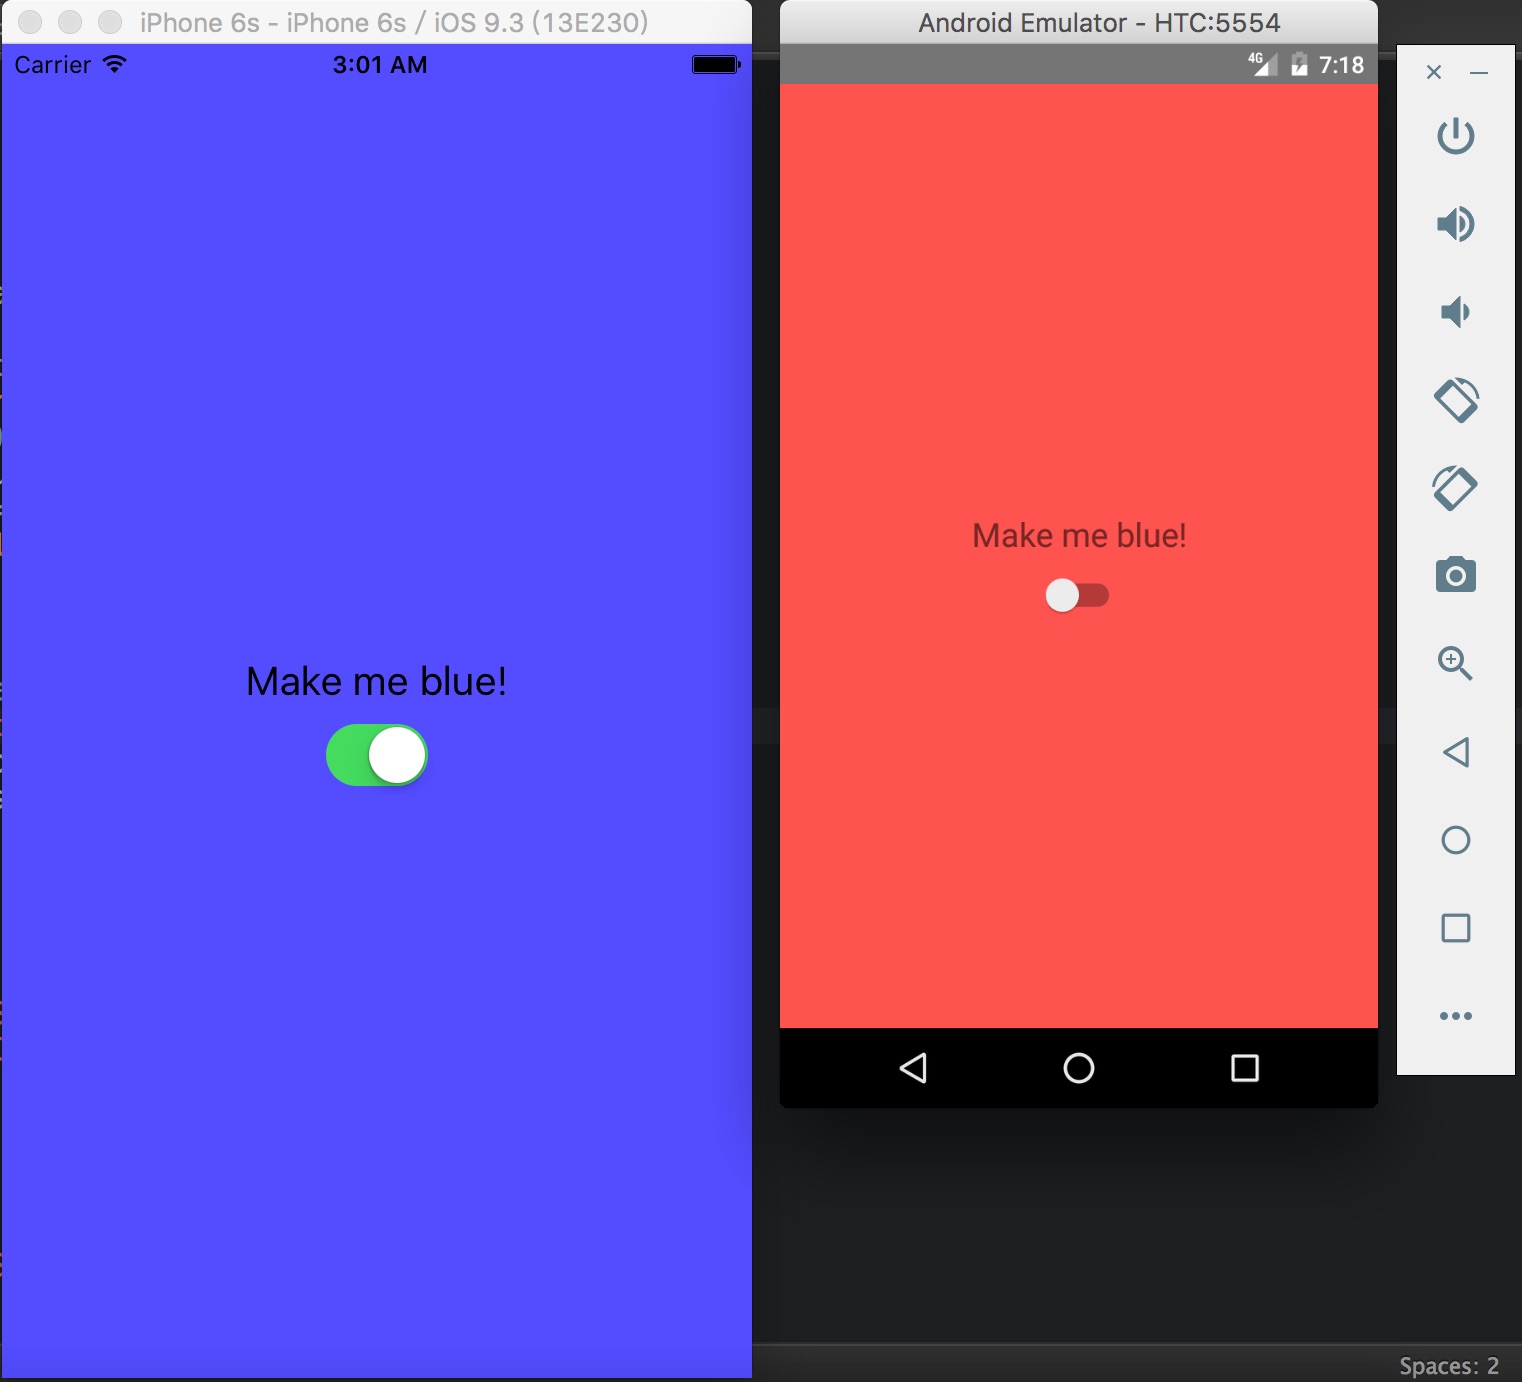 iPhone 6s - iPhone 6s / iOS 9.3 (13E230)
Carrier 3:01 AM
Make me blue!
Android Emulator - HTC:5554
4G 7:18
Make me blue!
Spaces: 2